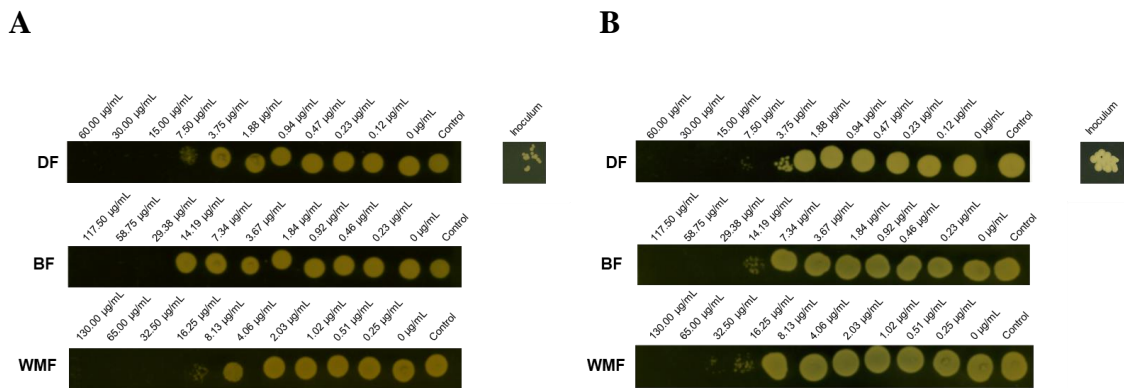 A
60.00 µg/mL
30.00 µg/mL
15.00 µg/mL
7.50 µg/mL
3.75 µg/mL
1.88 µg/mL
0.94 µg/mL
0.47 µg/mL
0.23 µg/mL
0.12 µg/mL
0 µg/mL
Control
Inoculum
DF
117.50 µg/mL
58.75 µg/mL
29.38 µg/mL
14.19 µg/mL
7.34 µg/mL
3.67 µg/mL
1.84 µg/mL
0.92 µg/mL
0.46 µg/mL
0.23 µg/mL
0 µg/mL
Control
BF
130.00 µg/mL
65.00 µg/mL
32.50 µg/mL
16.25 µg/mL
8.13 µg/mL
4.06 µg/mL
2.03 µg/mL
1.02 µg/mL
0.51 µg/mL
0.25 µg/mL
0 µg/mL
Control
WMF
B
60.00 µg/mL
30.00 µg/mL
15.00 µg/mL
7.50 µg/mL
3.75 µg/mL
1.88 µg/mL
0.94 µg/mL
0.47 µg/mL
0.23 µg/mL
0.12 µg/mL
0 µg/mL
Control
Inoculum
DF
117.50 µg/mL
58.75 µg/mL
29.38 µg/mL
14.19 µg/mL
7.34 µg/mL
3.67 µg/mL
1.84 µg/mL
0.92 µg/mL
0.46 µg/mL
0.23 µg/mL
0 µg/mL
Control
BF
130.00 µg/mL
65.00 µg/mL
32.50 µg/mL
16.25 µg/mL
8.13 µg/mL
4.06 µg/mL
2.03 µg/mL
1.02 µg/mL
0.51 µg/mL
0.25 µg/mL
0 µg/mL
Control
WMF